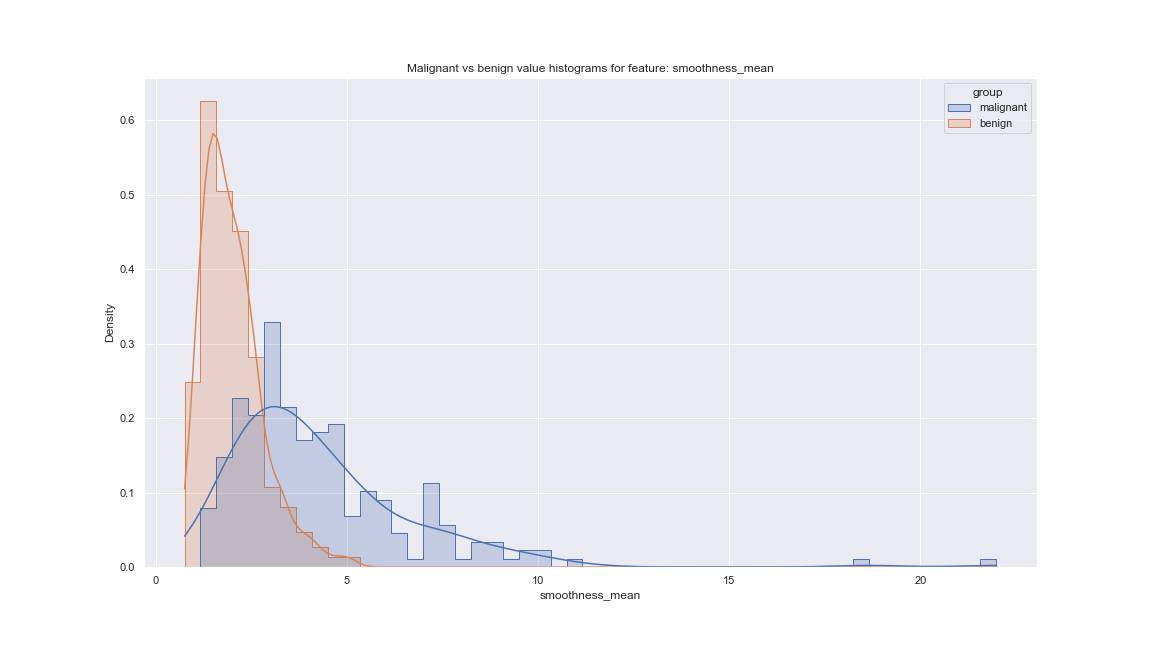 Malignant vs benign value histograms for feature: smoothness_mean
group
malignant
benign
0.6
0.5
0.4
0.3
0.2
0.1
0.0
Density
0 5 10 15 20
smoothness_mean